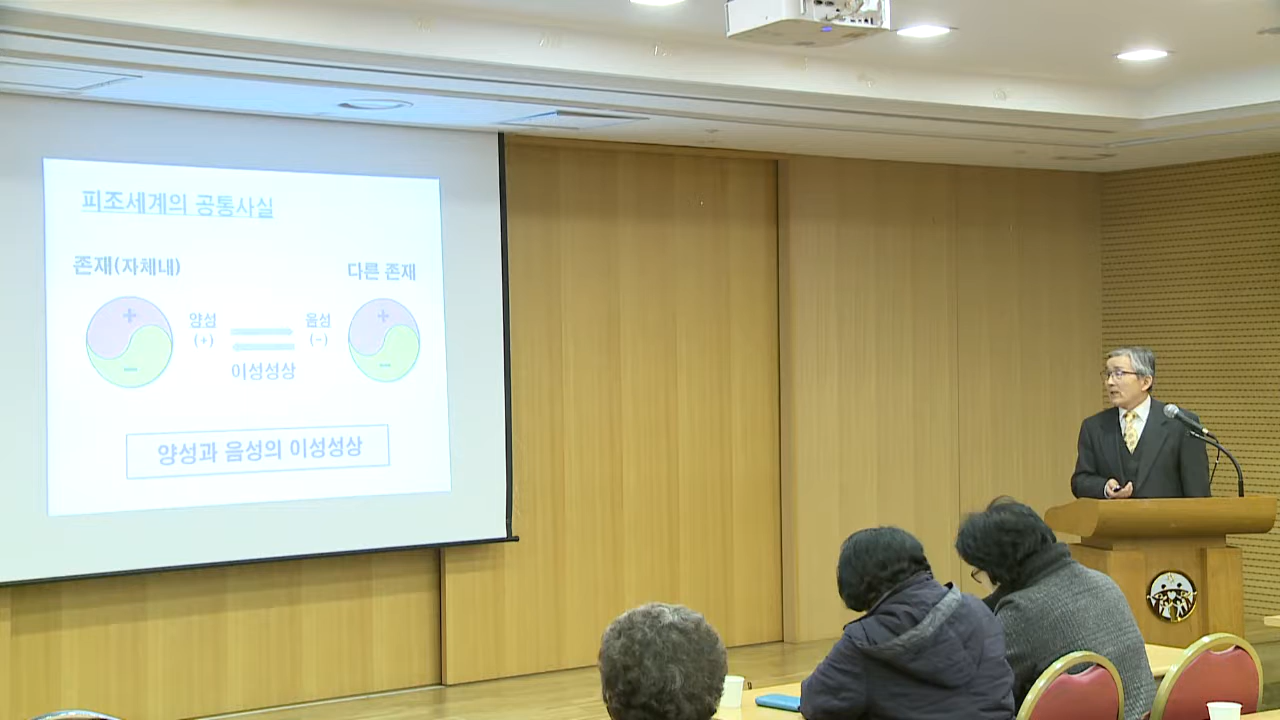 피조세계의 공통사실
존재(자체내)
다른 존재
+
-
양성
(+)
음성
(-)
+
-
이성성상
양성과 음성의 이성성상